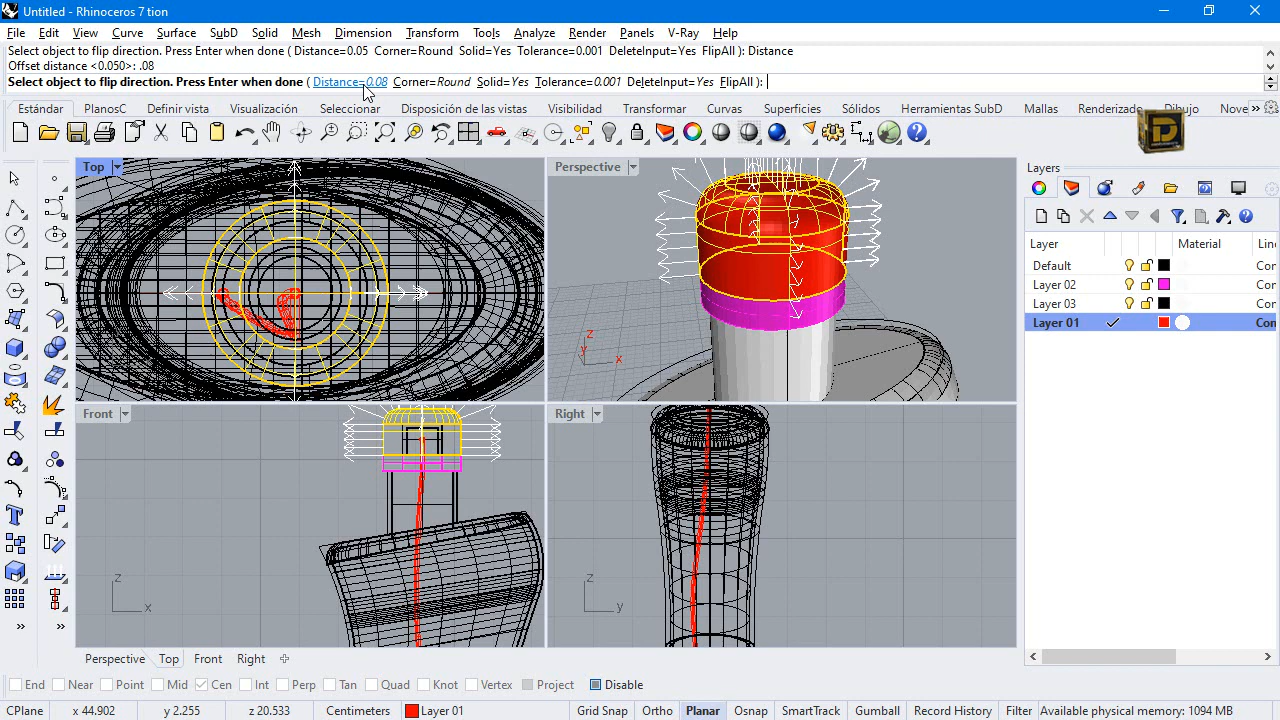 Untitled - Rhinoceros 7 tion
File Edit View Curve Surface SubD Solid Mesh Dimension Transform Tools Analyze Render Panels V-Ray Help
Select object to flip direction. Press Enter when done ( Distance=0.05 Corner=Round Solid=Yes Tolerance=0.001 DeleteInput=Yes FlipAll ): Distance
Offset distance <0.050>: .08
Select object to flip direction. Press Enter when done ( Distance=0.08 Corner=Round Solid=Yes Tolerance=0.001 DeleteInput=Yes FlipAll ):
Estándar PlanosC Definir vista Visualización Seleccionar Disposición de las vistas Visibilidad Transformar Curvas Superficies Sólidos Herramientas SubD Mallas Renderizado Dibujo Nove »
Top
Perspective
Layers
Layer Material Line
Default Con
Layer 02 Con
Layer 03 Con
Layer 01 Con
z
y
x
Front
Right
z
x
z
y
Perspective Top Front Right
End Near Point Mid Cen Int Perp Tan Quad Knot Vertex Project Disable
CPlane x 44.902 y 2.255 z 20.533 Centimeters Layer 01 Grid Snap Ortho Planar Osnap SmartTrack Gumball Record History Filter Available physical memory: 1094 MB